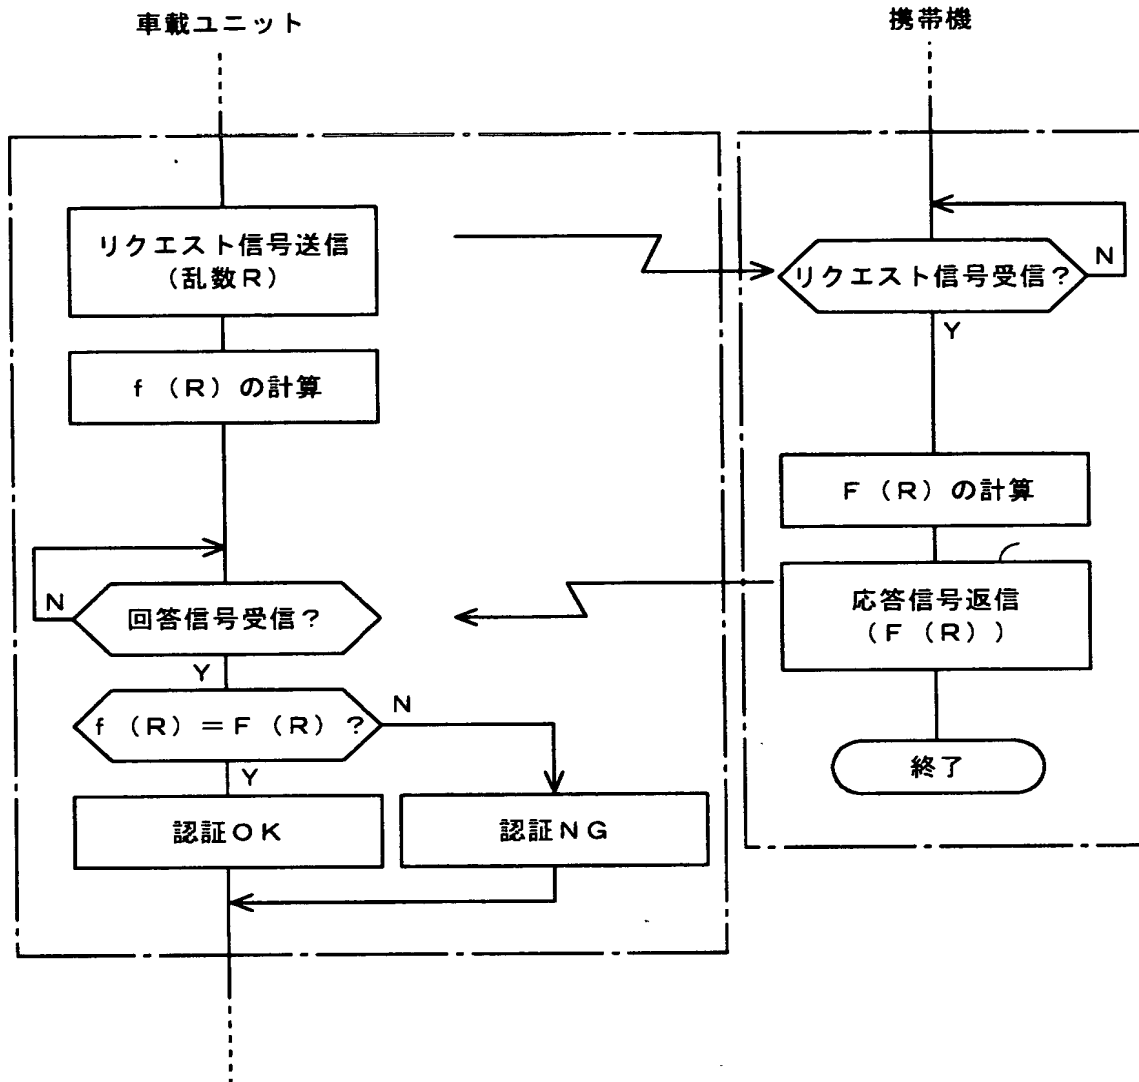 車載ユニット
携帯機
リクエスト信号送信
(乱数R)
リクエスト信号受信?
N
Y
f (R) の計算
F (R) の計算
N
回答信号受信?
Y
応答信号返信
(F (R) )
f (R) = F (R) ?
N
Y
終了
認証OK
認証NG